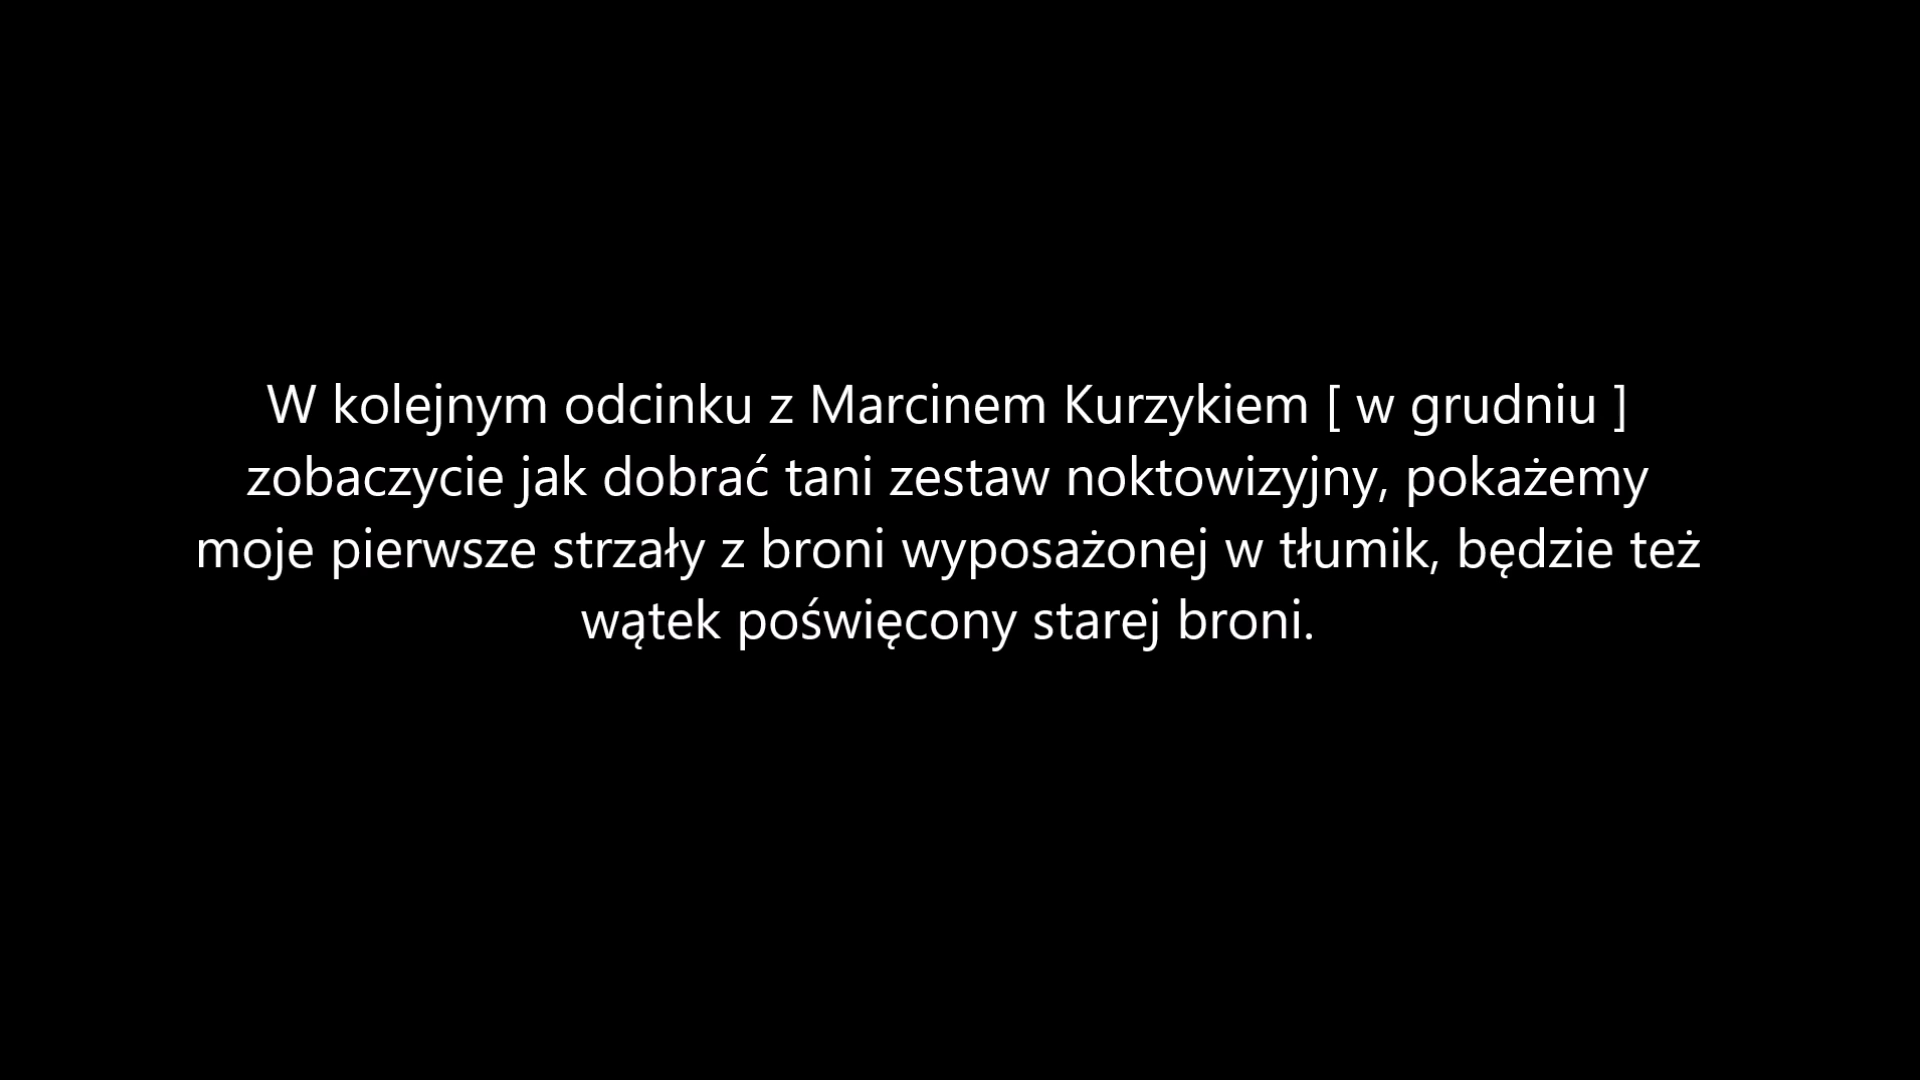 W kolejnym odcinku z Marcinem Kurzykiem [ w grudniu ]
zobaczycie jak dobrać tani zestaw noktowizyjny, pokażemy
moje pierwsze strzały z broni wyposażonej w tłumik, będzie też
wątek poświęcony starej broni.